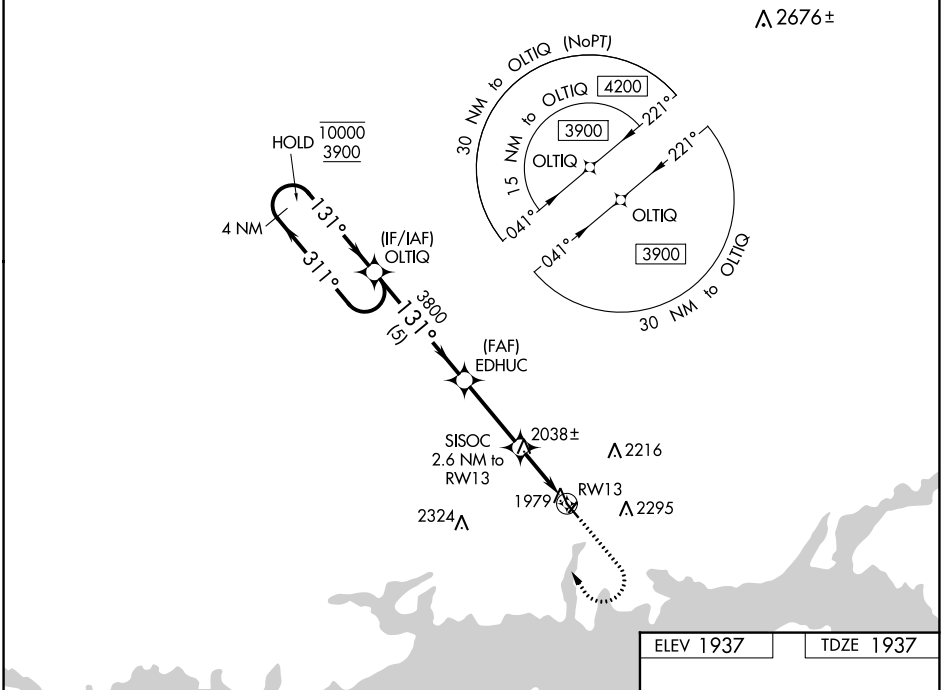 2676±
30 NM to OLTIQ (NoPT)
15 NM to OLTIQ
4200
3900
221°
OLTIQ
041°
221°
OLTIQ
041°
3900
30 NM to OLTIQ
HOLD
10000
3900
4 NM
131°
311°
(IF/IAF)
OLTIQ
3800
131°
(5)
(FAF)
EDHUC
SISOC
2.6 NM to
RW13
2038±
2216
1979
RW13
2295
2324
ELEV 1937
TDZE 1937